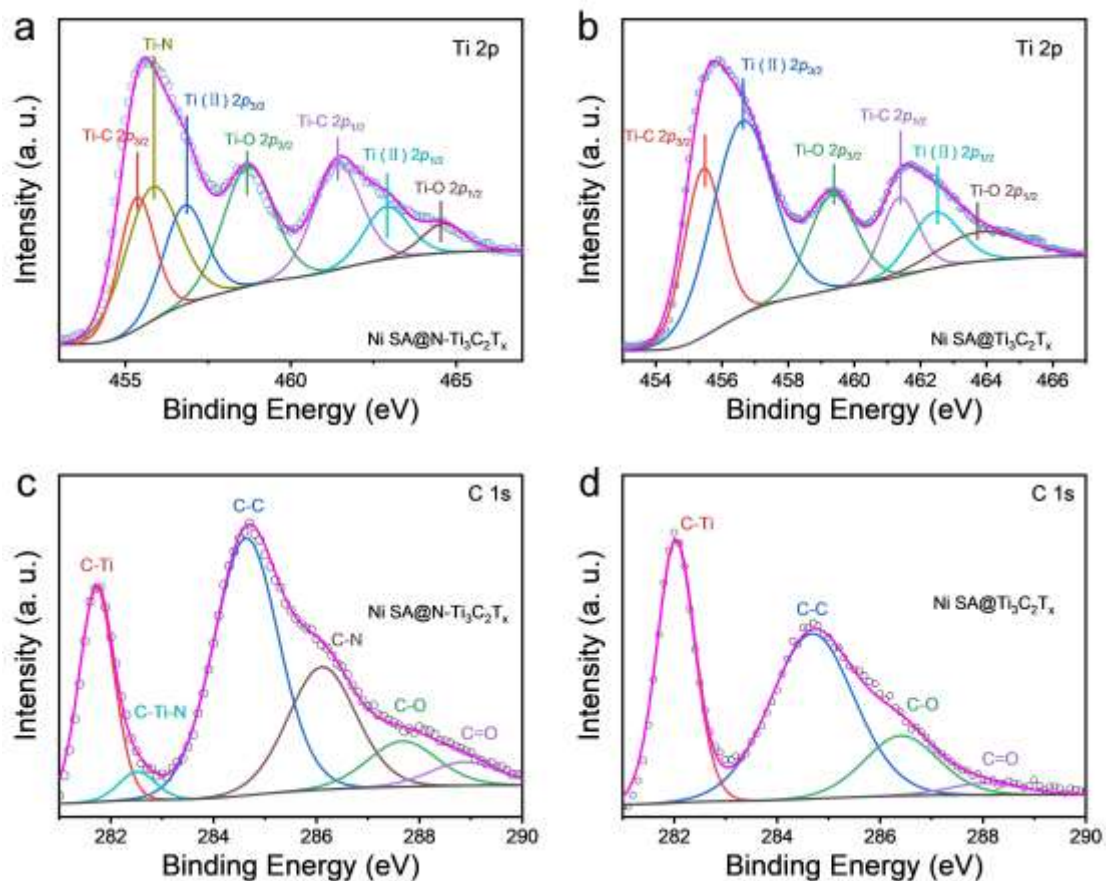 a
Ti 2p
Ti-N
Ti (Ⅱ) 2p3/2
Ti-C 2p3/2
Ti-O 2p3/2
Ti-C 2p1/2
Ti (Ⅱ) 2p1/2
Ti-O 2p1/2
Ni SA@N-Ti3C2Tx
Intensity (a. u.)
455 460 465
Binding Energy (eV)
b
Ti 2p
Ti (Ⅱ) 2p3/2
Ti-C 2p3/2
Ti-O 2p3/2
Ti-C 2p1/2
Ti (Ⅱ) 2p1/2
Ti-O 2p1/2
Ni SA@Ti3C2Tx
Intensity (a. u.)
454 456 458 460 462 464 466
Binding Energy (eV)
c
C 1s
C-C
C-Ti
Ni SA@N-Ti3C2Tx
C-N
C-Ti-N
C-O
C=O
Intensity (a. u.)
282 284 286 288 290
Binding Energy (eV)
d
C 1s
C-Ti
Ni SA@Ti3C2Tx
C-C
C-O
C=O
Intensity (a. u.)
282 284 286 288 290
Binding Energy (eV)